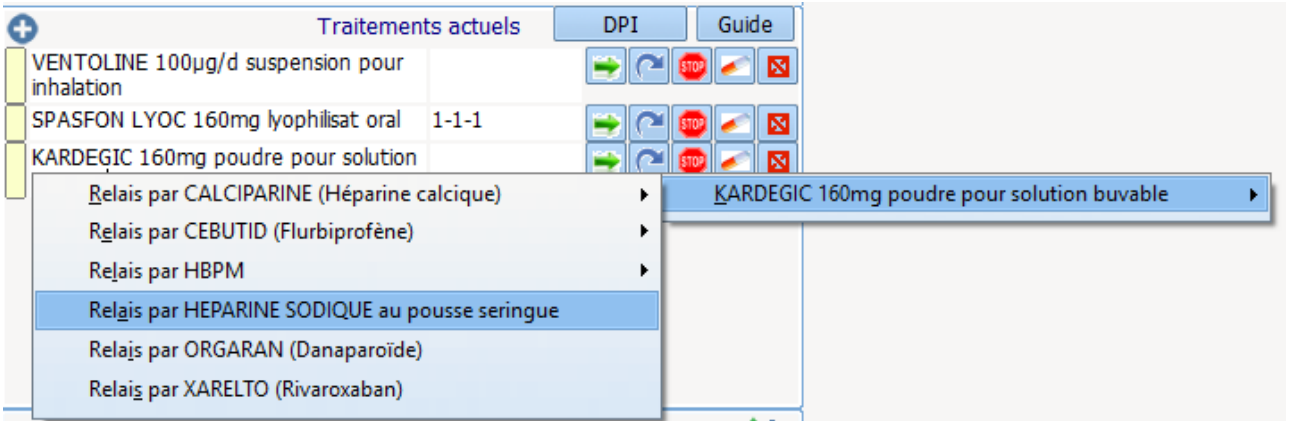 Traitements actuels DPI Guide
VENTOLINE 100µg/d suspension pour
inhalation
STOP
SPASFON LYOC 160mg lyophilisat oral 1-1-1
STOP
KARDEGIC 160mg poudre pour solution
STOP
Relais par CALCIPARINE (Héparine calcique)
KARDEGIC 160mg poudre pour solution buvable
Relais par CEBUTID (Flurbiprofène)
Relais par HBPM
Relais par HEPARINE SODIQUE au pousse seringue
Relais par ORGARAN (Danaparoïde)
Relais par XARELTO (Rivaroxaban)